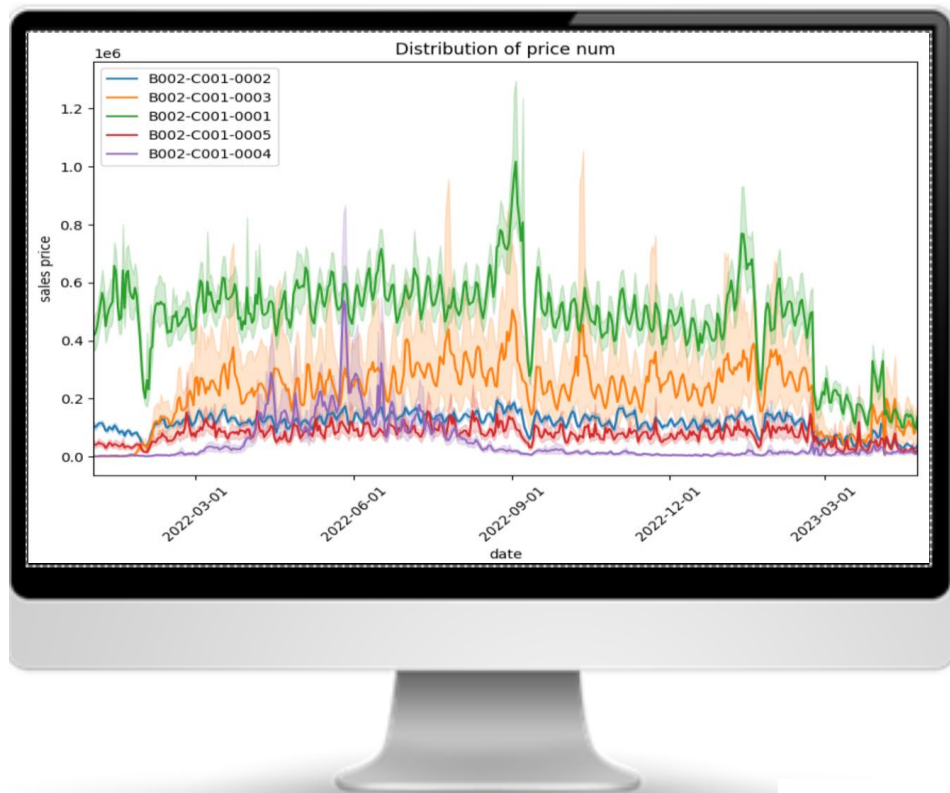 Distribution of price num
1e6
B002-C001-0002
B002-C001-0003
B002-C001-0001
B002-C001-0005
B002-C001-0004
1.2
1.0
0.8
0.6
0.4
0.2
0.0
sales price
2022-03-01
2022-06-01
2022-09-01
2022-12-01
2023-03-01
date